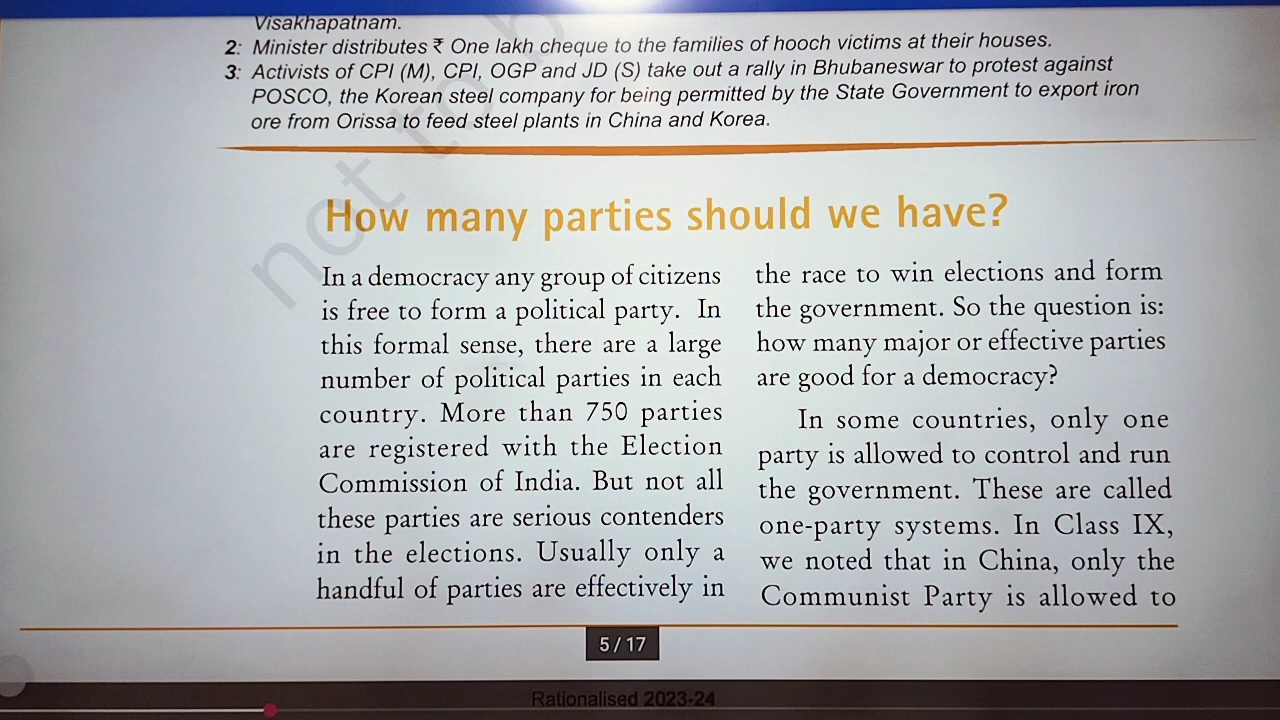 Visakhapatnam.
2: Minister distributes ₹ One lakh cheque to the families of hooch victims at their houses.
3: Activists of CPI (M), CPI, OGP and JD (S) take out a rally in Bhubaneswar to protest against
POSCO, the Korean steel company for being permitted by the State Government to export iron
ore from Orissa to feed steel plants in China and Korea.
How many parties should we have?
In a democracy any group of citizens
is free to form a political party. In
this formal sense, there are a large
number of political parties in each
country. More than 750 parties
are registered with the Election
Commission of India. But not all
these parties are serious contenders
in the elections. Usually only a
handful of parties are effectively in
the race to win elections and form
the government. So the question is:
how many major or effective parties
are good for a democracy?
In some countries, only one
party is allowed to control and run
the government. These are called
one-party systems. In Class IX,
we noted that in China, only the
Communist Party is allowed to
5 / 17
Rationalised 2023-24
not to b